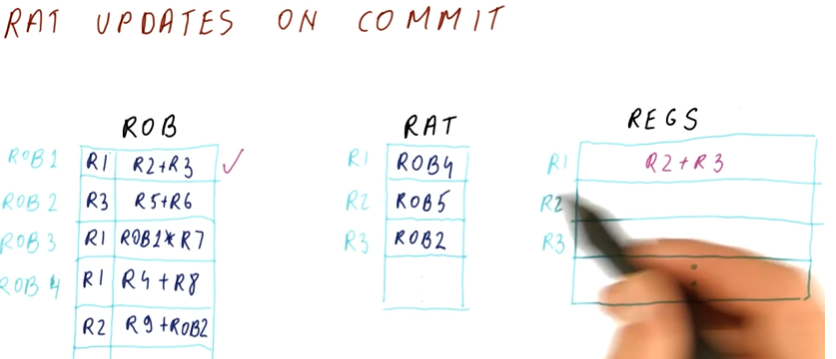 RAT UPDATES ON COMMIT
ROB RAT REGS
ROB1 R1 R2+R3 ✓ R1 ROB4 R1 R2+R3
ROB2 R3 R5+R6 R2 ROB5 R2
ROB3 R1 ROB1*R7 R3 ROB2 R3
ROB4 R1 R4+R8
R2 R9+ROB2